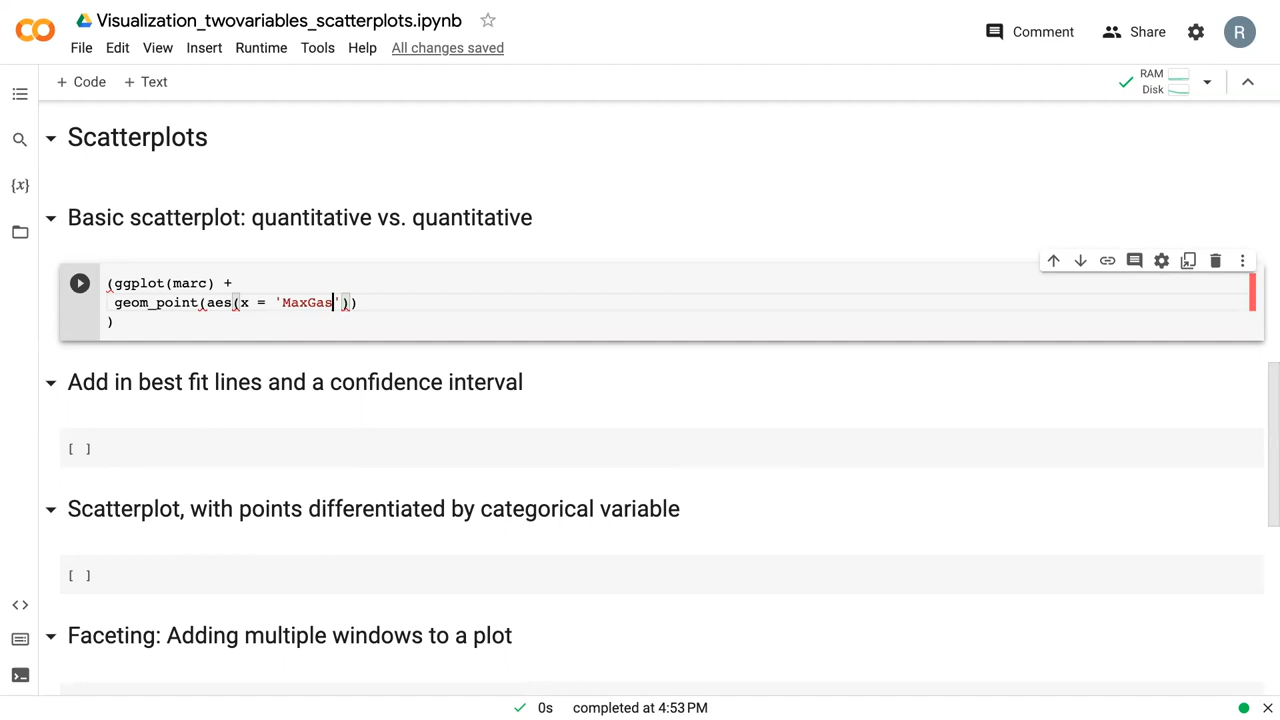 Visualization_twovariables_scatterplots.ipynb
File Edit View Insert Runtime Tools Help All changes saved
Comment Share R
+ Code + Text
RAM
Disk
{x}
Scatterplots
Basic scatterplot: quantitative vs. quantitative
(ggplot(marc) +
geom_point(aes(x = 'MaxGas'))
)
Add in best fit lines and a confidence interval
[ ]
Scatterplot, with points differentiated by categorical variable
[ ]
Faceting: Adding multiple windows to a plot
0s completed at 4:53 PM